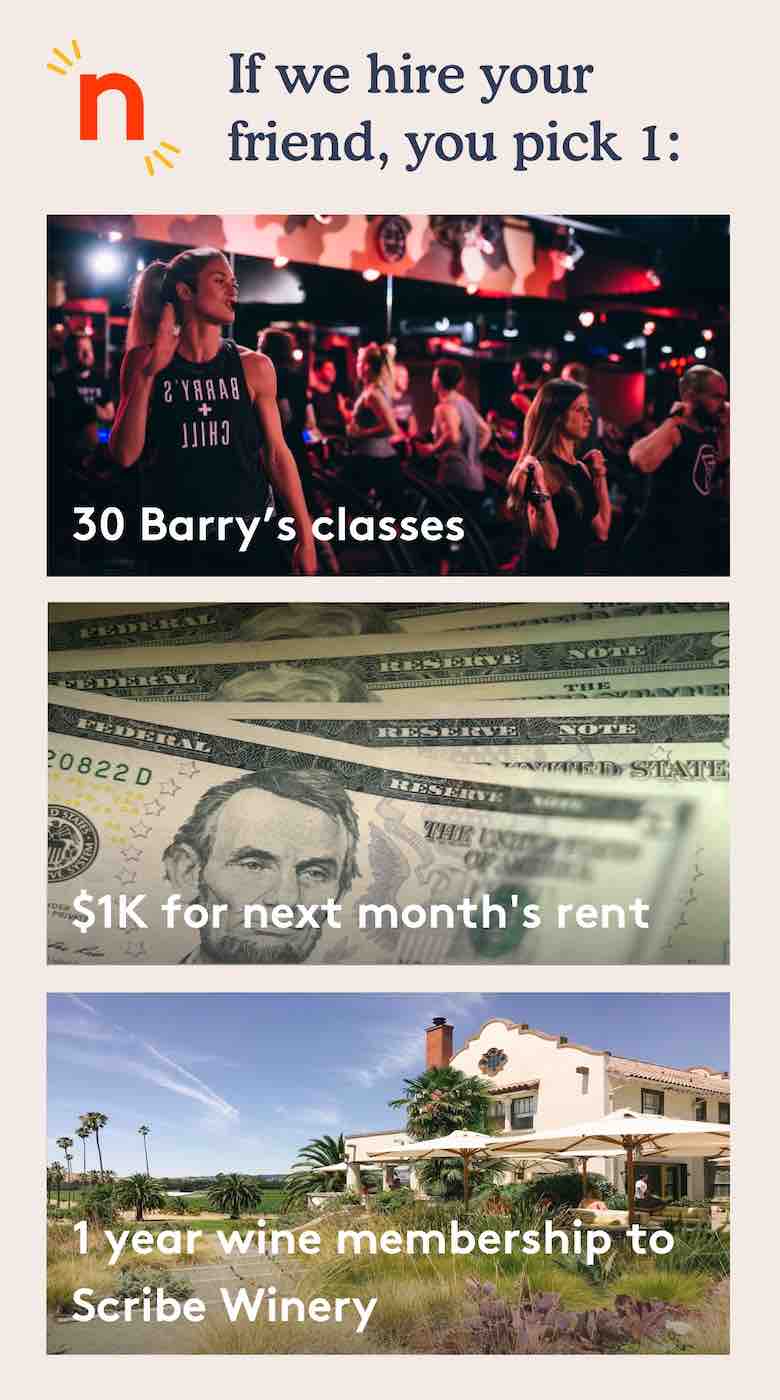 n
If we hire your
friend, you pick 1:
BARRY'S
+
CHILL
30 Barry’s classes
FEDERAL
RESERVE NOTE
FEDERAL
RESERVE NOTE
THE
FEDERAL
RESERVE NOTE
UNITED STATES
20822D
RESERVE NOTE
THE UNITED STATES
OF AMERICA
$1K for next month's rent
1 year wine membership to
Scribe Winery